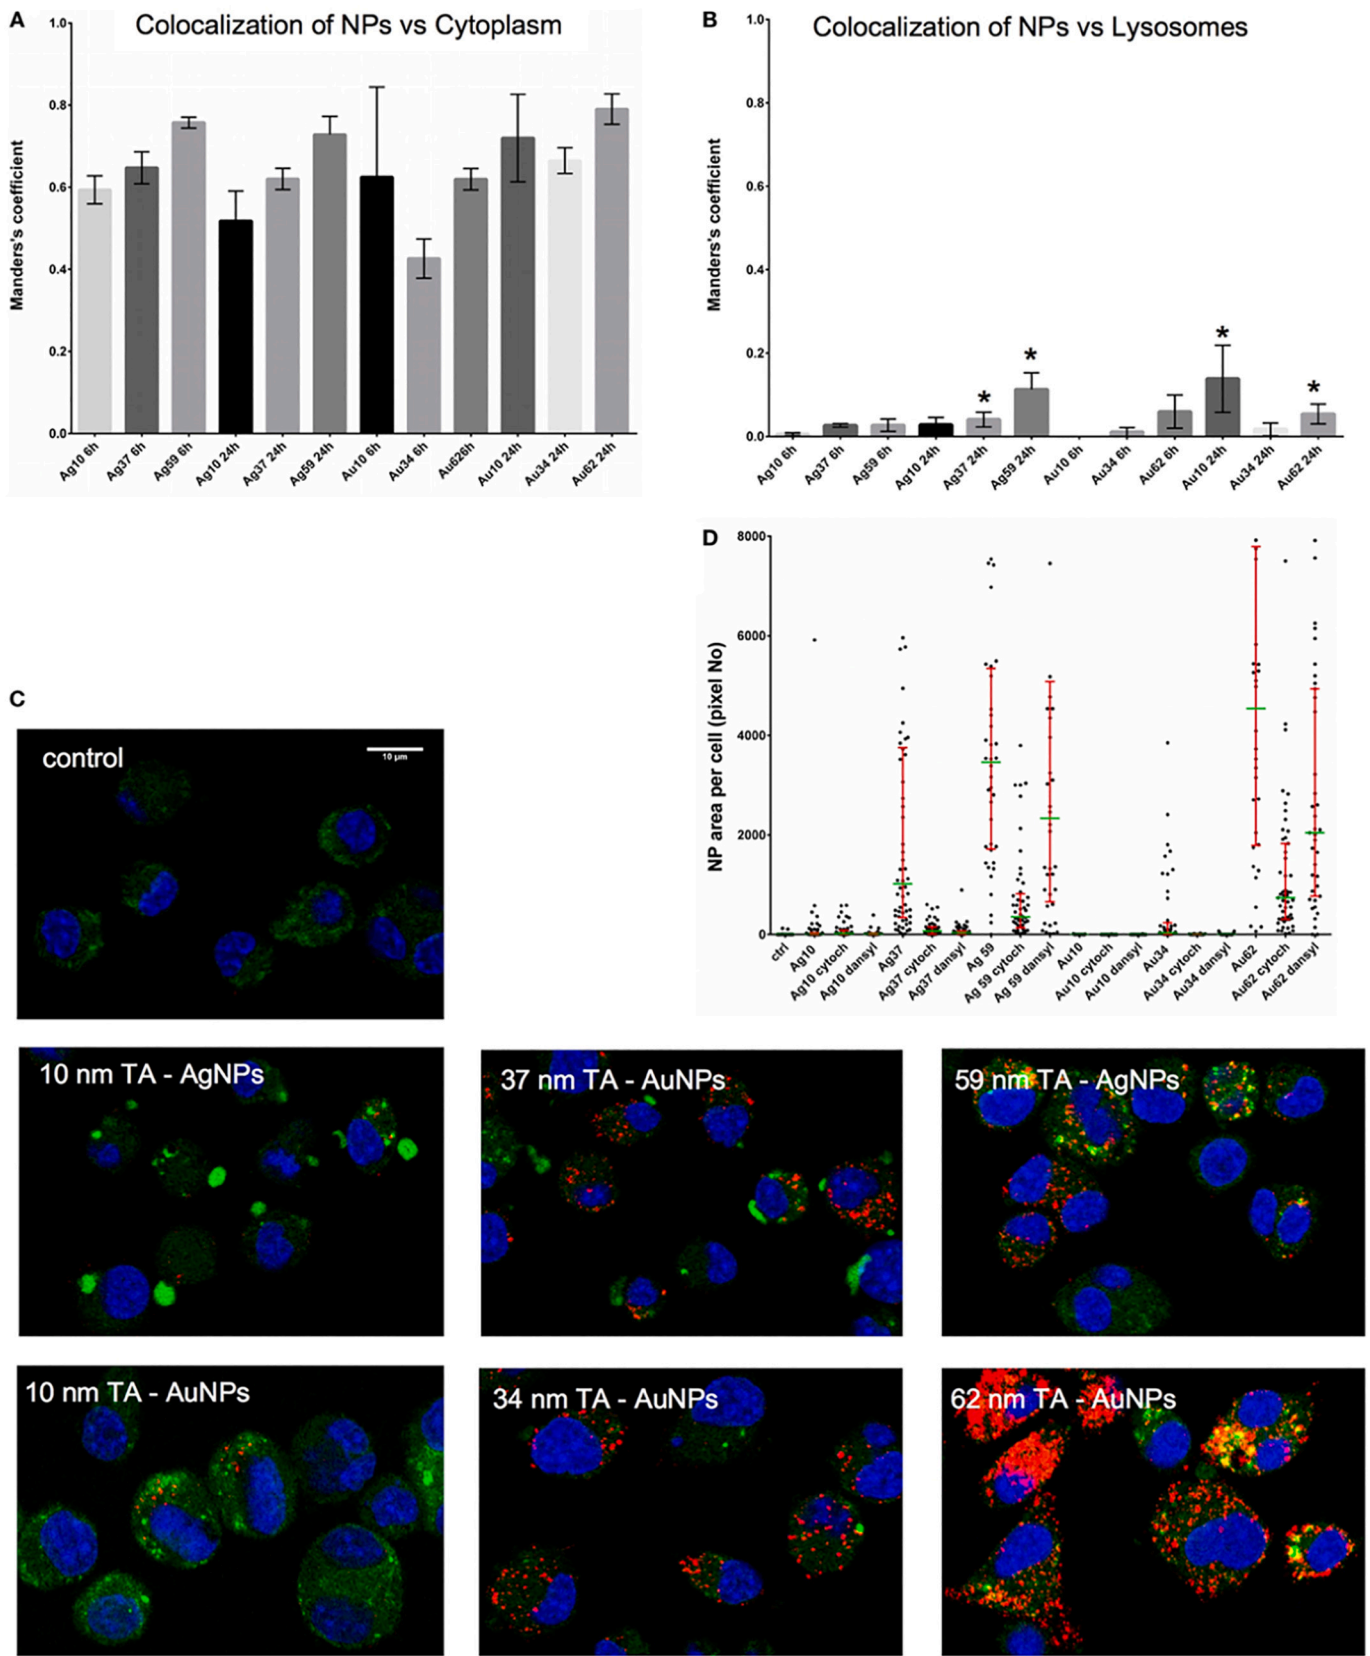 A
Colocalization of NPs vs Cytoplasm
Manders's coefficient
1.0
0.8
0.6
0.4
0.2
0.0
Ag10 6h
Ag37 6h
Ag59 6h
Ag10 24h
Ag37 24h
Ag59 24h
Au10 6h
Au34 6h
Au626h
Au10 24h
Au34 24h
Au62 24h
B
Colocalization of NPs vs Lysosomes
Manders's coefficient
1.0
0.8
0.6
0.4
0.2
0.0
*
*
*
*
Ag10 6h
Ag37 6h
Ag59 6h
Ag10 24h
Ag37 24h
Ag59 24h
Au10 6h
Au34 6h
Au62 6h
Au10 24h
Au34 24h
Au62 24h
D
NP area per cell (pixel No)
8000
6000
4000
2000
0
ctrl
Ag10
Ag10 cytoch
Ag10 dansyl
Ag37
Ag37 cytoch
Ag37 dansyl
Ag 59
Ag 59 cytoch
Ag 59 dansyl
Au10
Au10 cytoch
Au10 dansyl
Au34
Au34 cytoch
Au34 dansyl
Au62
Au62 cytoch
Au62 dansyl
C
control
10 µm
10 nm TA - AgNPs
37 nm TA - AuNPs
59 nm TA - AgNPs
10 nm TA - AuNPs
34 nm TA - AuNPs
62 nm TA - AuNPs